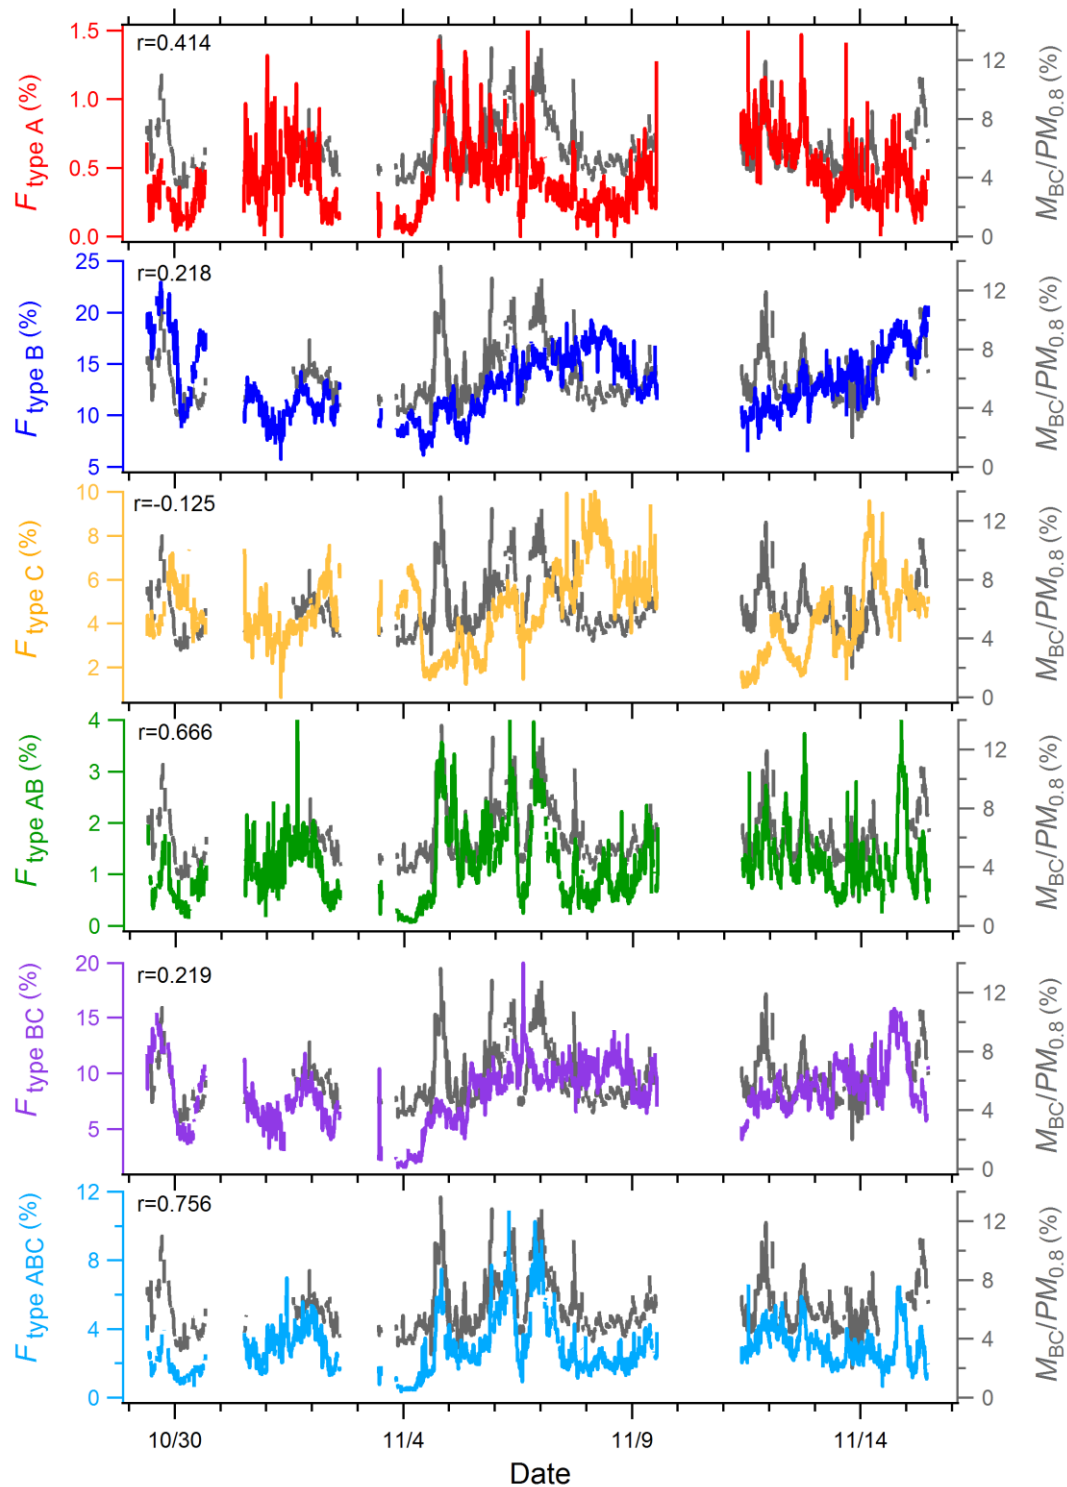 r=0.414
F type A (%)
1.5
1.0
0.5
0.0
12
8
4
0
MBC/PM0.8 (%)
r=0.218
F type B (%)
25
20
15
10
5
12
8
4
0
MBC/PM0.8 (%)
r=-0.125
F type C (%)
10
8
6
4
2
12
8
4
0
MBC/PM0.8 (%)
r=0.666
F type AB (%)
4
3
2
1
0
12
8
4
0
MBC/PM0.8 (%)
r=0.219
F type BC (%)
20
15
10
5
12
8
4
0
MBC/PM0.8 (%)
r=0.756
F type ABC (%)
12
8
4
0
12
8
4
0
MBC/PM0.8 (%)
10/30 11/4 11/9 11/14
Date